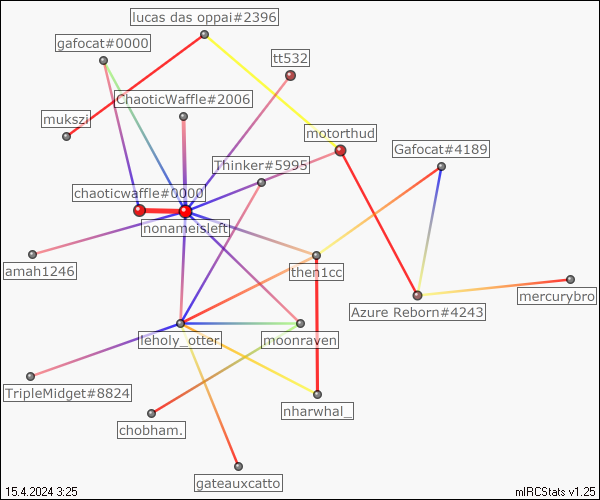 lucas das oppai#2396
gafocat#0000
tt532
ChaoticWaffle#2006
mukszi
motorthud
Gafocat#4189
Thinker#5995
chaoticwaffle#0000
nonameisleft
amah1246
then1cc
mercurybro
Azure Reborn#4243
leholy_otter
moonraven
TripleMidget#8824
nharwhal_
chobham.
gateauxcatto
15.4.2024 3:25
mIRCStats v1.25